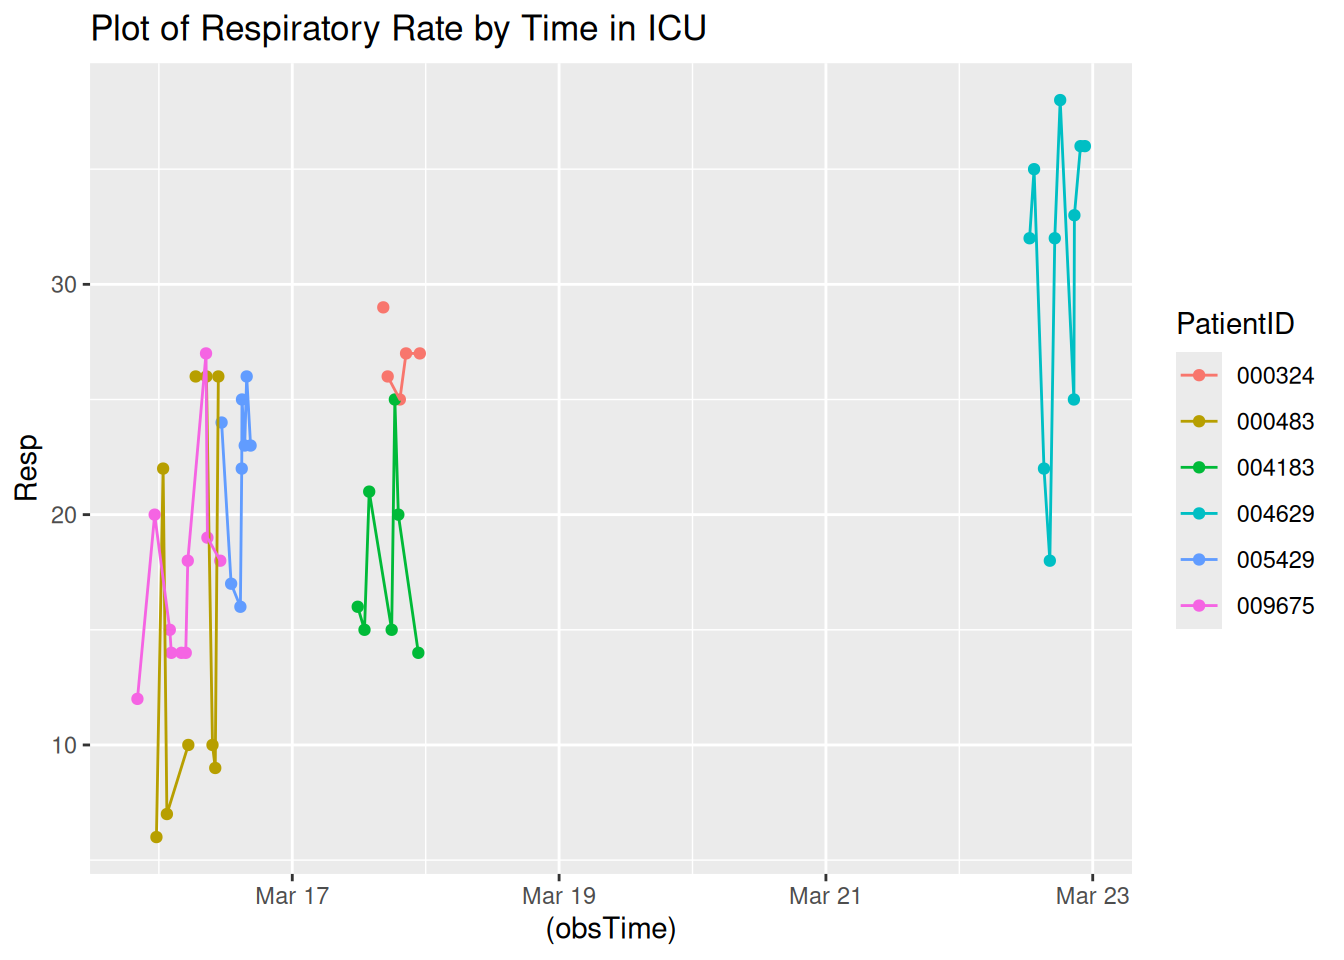 Plot of Respiratory Rate by Time in ICU
Resp
30
20
10
Mar 17
Mar 19
Mar 21
Mar 23
(obsTime)
PatientID
000324
000483
004183
004629
005429
009675